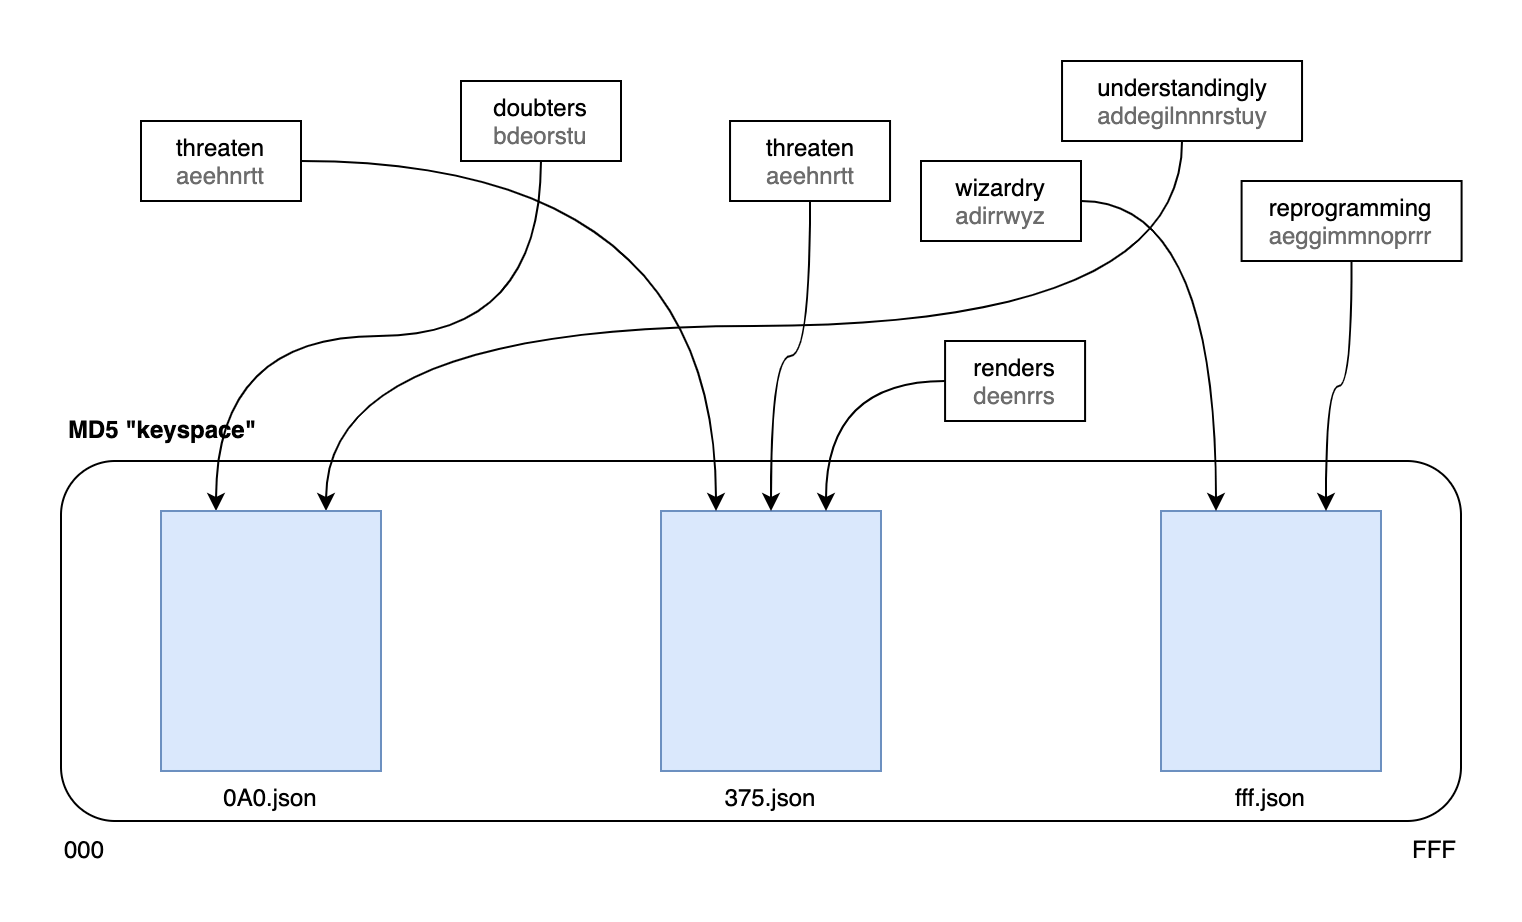 understandingly
addegilnnnrstuy
doubters
bdeorstu
threaten
aeehnrtt
threaten
aeehnrtt
wizardry
adirrwyz
reprogramming
aeggimmnoprrr
renders
deenrrs
MD5 "keyspace"
0A0.json
375.json
fff.json
000
FFF